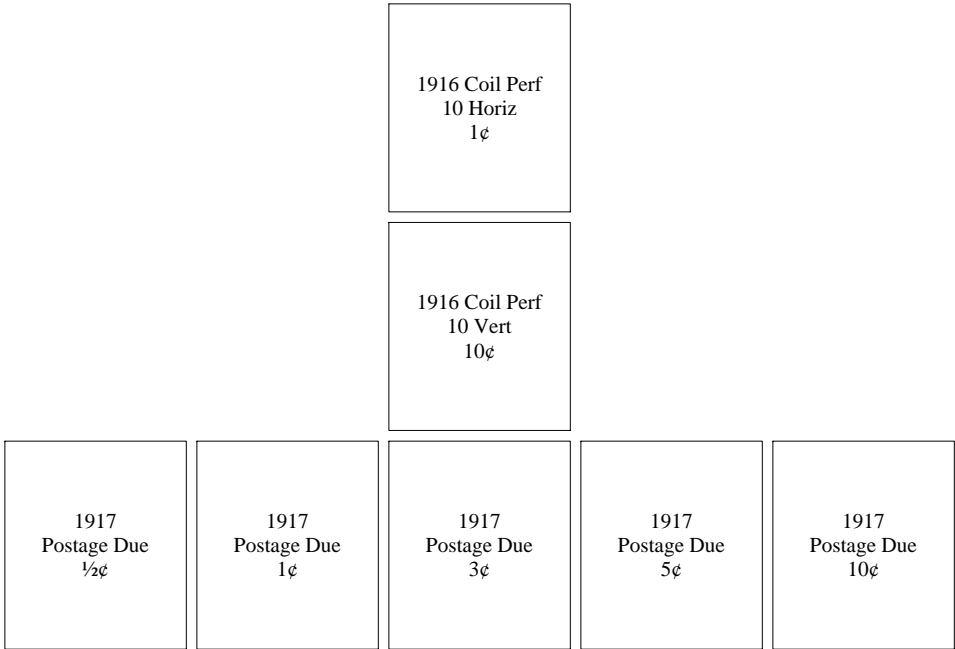 1916 Coil Perf
10 Horiz
1¢
1916 Coil Perf
10 Vert
10¢
1917
Postage Due
½¢
1917
Postage Due
1¢
1917
Postage Due
3¢
1917
Postage Due
5¢
1917
Postage Due
10¢